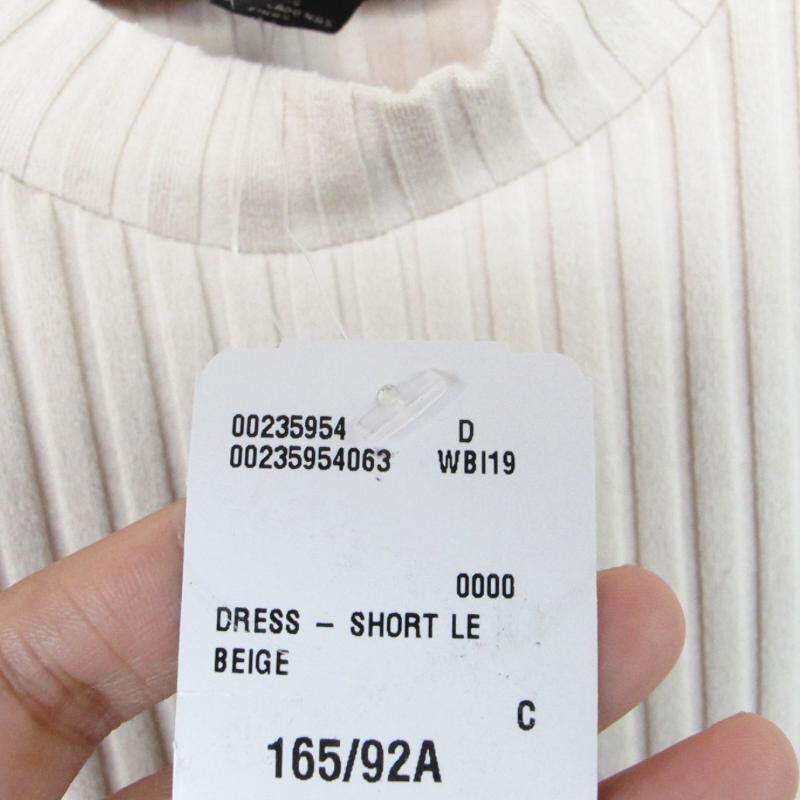 00235954 D
00235954063 WBI19
0000
DRESS – SHORT LE
BEIGE
C
165/92A